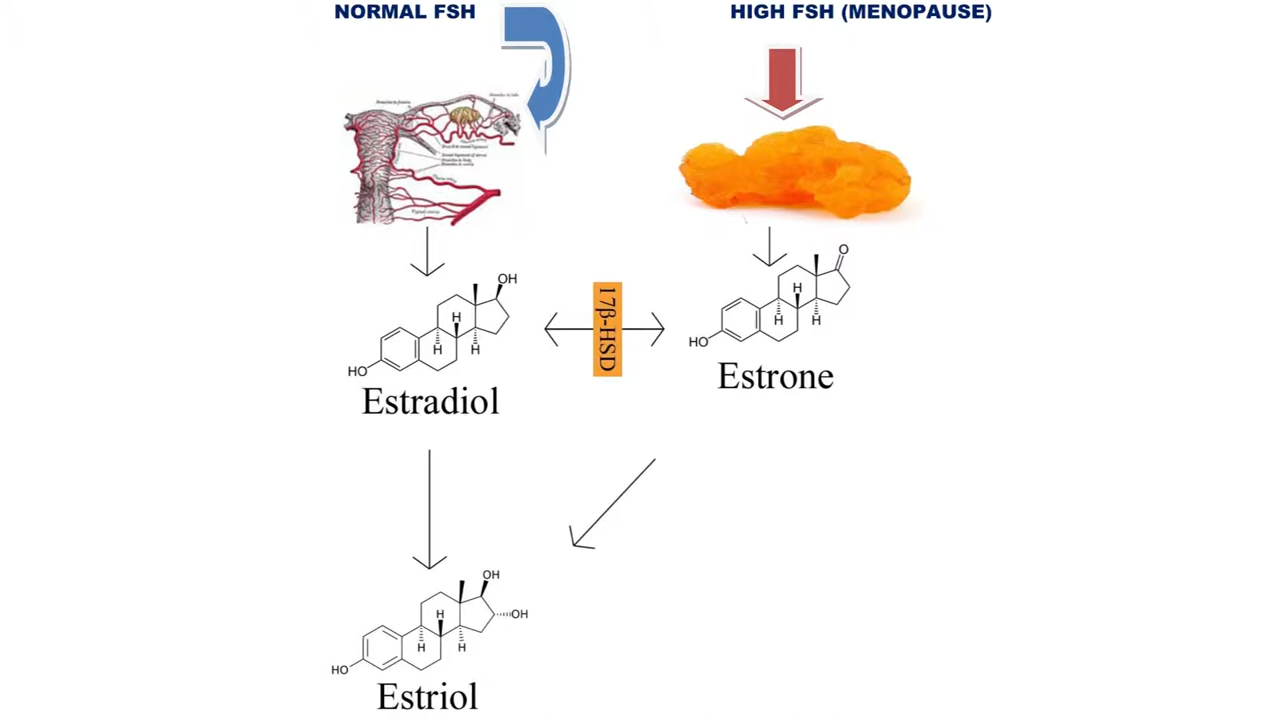 NORMAL FSH
HIGH FSH (MENOPAUSE)
OH
HO
Estradiol
H
H
H
17β-HSD
O
HO
Estrone
H
H
H
OH
OH
HO
Estriol
H
H
H